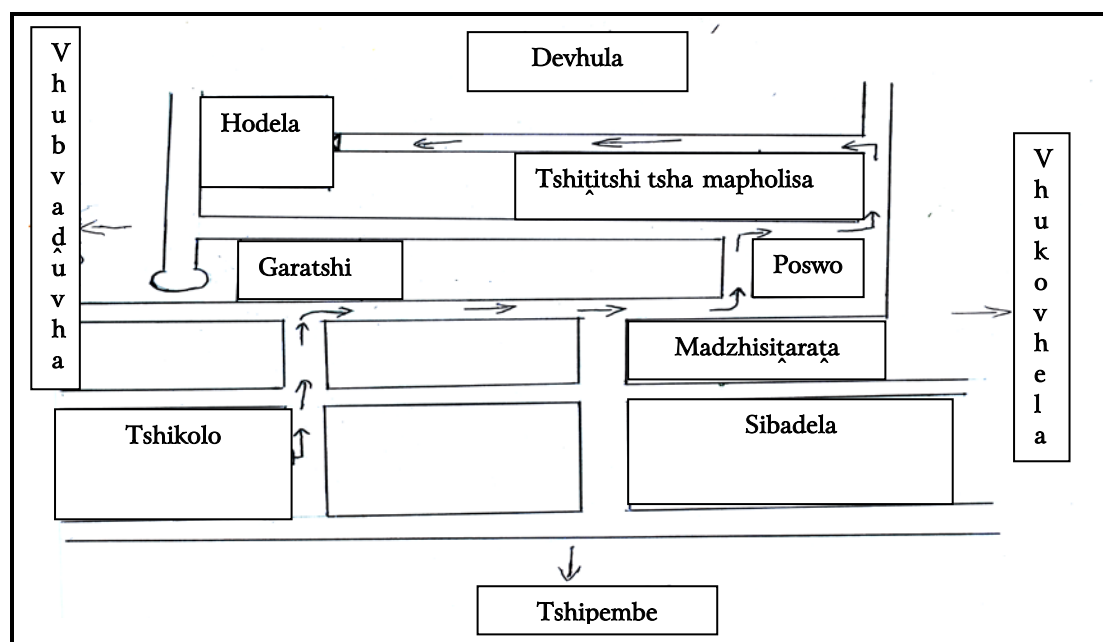 Devhula
Vhubvaḓuvha
Hodela
Tshiṱitshi tsha mapholisa
Vhukovhela
Garatshi
Poswo
Madzhisiṱaraṱa
Tshikolo
Sibadela
Tshipembe